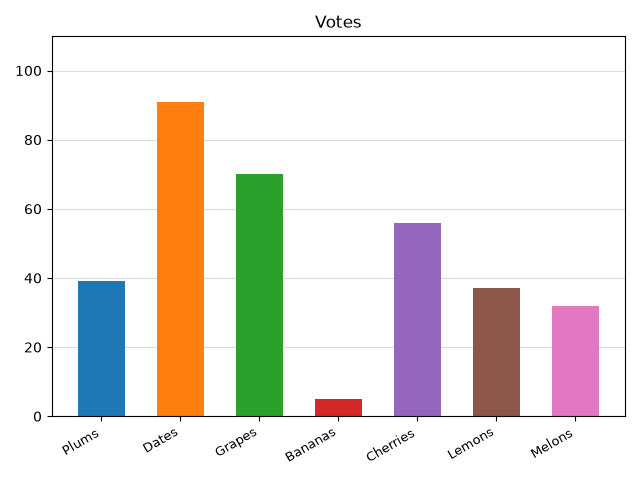 Votes
100
80
60
40
20
0
Plums
Dates
Grapes
Bananas
Cherries
Lemons
Melons